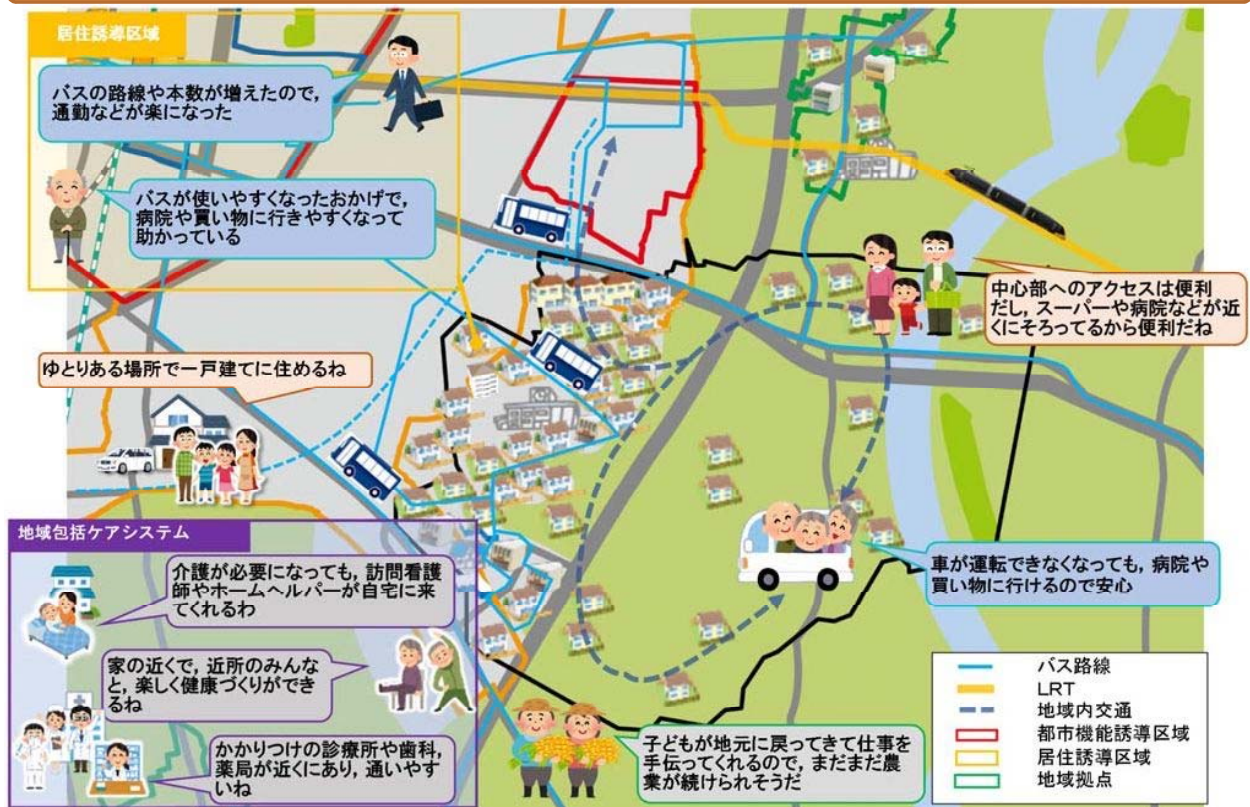 居住誘導区域
バスの路線や本数が増えたので,
通勤などが楽になった
バスが使いやすくなったおかげで,
病院や買い物に行きやすくなって
助かっている
中心部へのアクセスは便利
だし, スーパーや病院などが近
くにそろってるから便利だね
ゆとりある場所で一戸建てに住めるね
地域包括ケアシステム
介護が必要になっても, 訪問看護
師やホームヘルパーが自宅に来
てくれるわ
家の近くで, 近所のみんな
と, 楽しく健康づくりができ
るね
かかりつけの診療所や歯科,
薬局が近くにあり, 通いやす
いね
車が運転できなくなっても, 病院や
買い物に行けるので安心
子どもが地元に戻ってきて仕事を
手伝ってくれるので, まだまだ農
業が続けられそうだ
バス路線
LRT
地域内交通
都市機能誘導区域
居住誘導区域
地域拠点